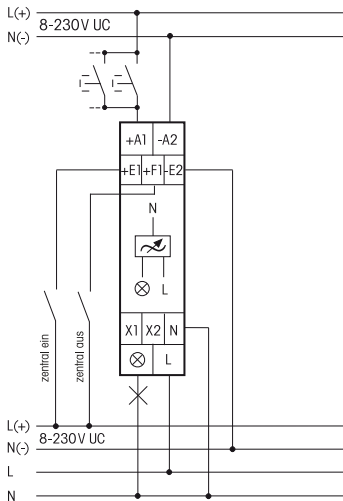 L(+)
8-230V UC
N(-)
+A1 -A2
+E1 +F1 -E2
N
L
X1 X2 N
L
zentral ein
zentral aus
L(+)
8-230V UC
N(-)
L
N